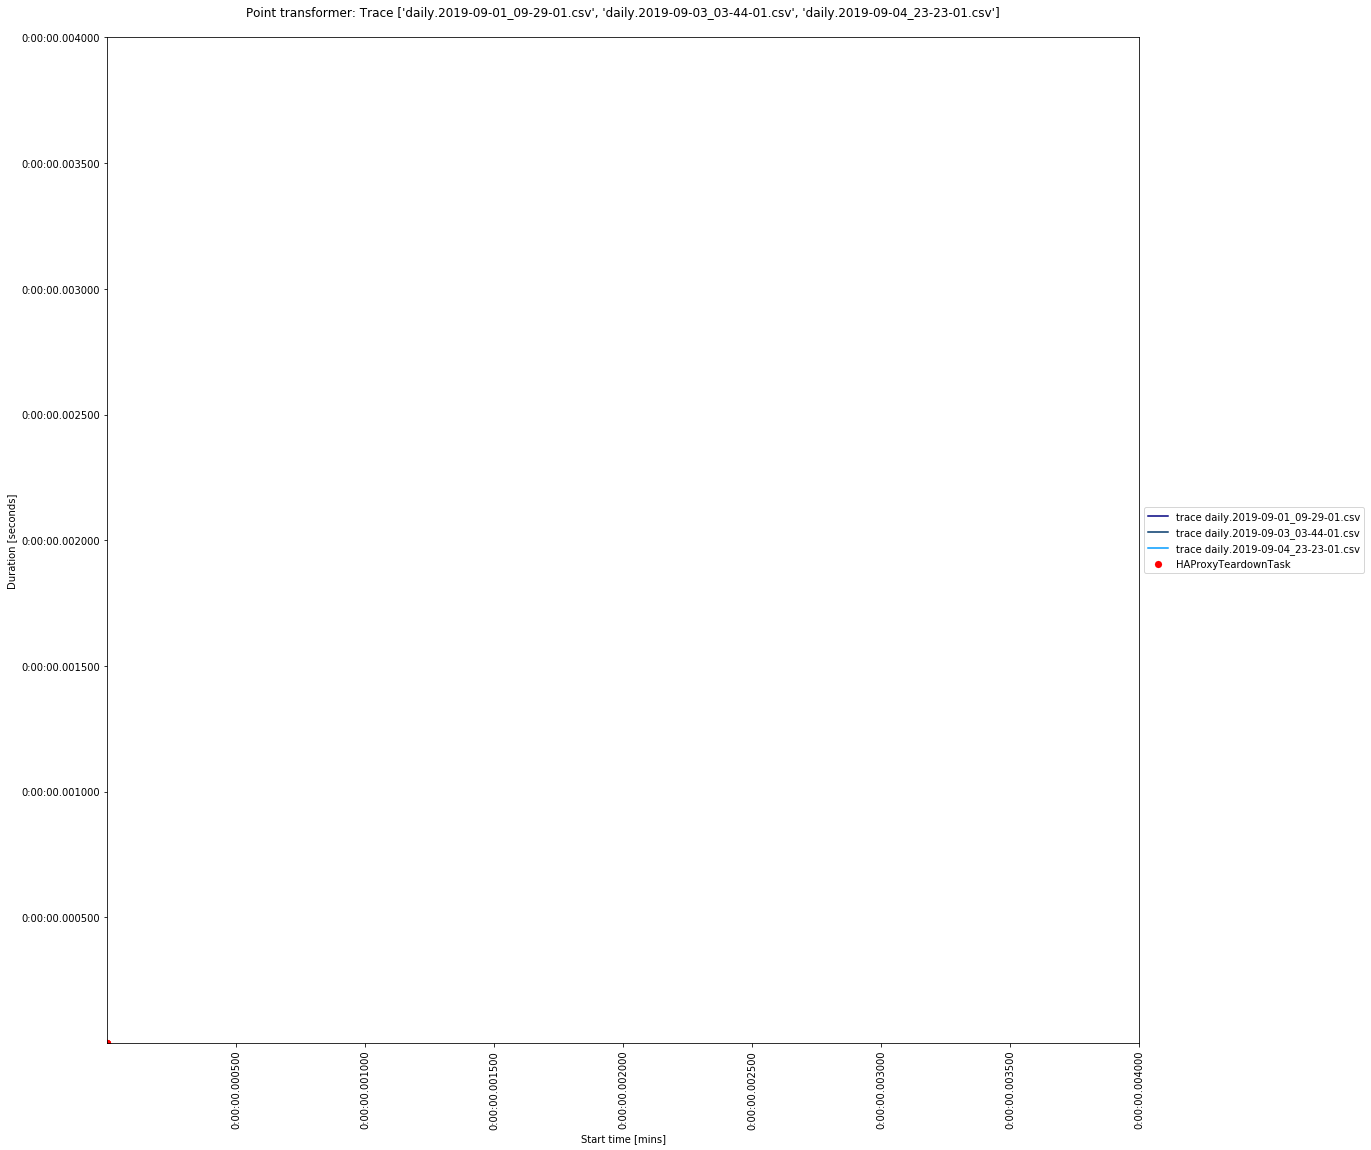 Point transformer: Trace ['daily.2019-09-01_09-29-01.csv', 'daily.2019-09-03_03-44-01.csv', 'daily.2019-09-04_23-23-01.csv']
0:00:00.004000
0:00:00.003500
0:00:00.003000
0:00:00.002500
0:00:00.002000
0:00:00.001500
0:00:00.001000
0:00:00.000500
Duration [seconds]
trace daily.2019-09-01_09-29-01.csv
trace daily.2019-09-03_03-44-01.csv
trace daily.2019-09-04_23-23-01.csv
HAProxyTeardownTask
0:00:00.000500
0:00:00.001000
0:00:00.001500
0:00:00.002000
0:00:00.002500
0:00:00.003000
0:00:00.003500
0:00:00.004000
Start time [mins]